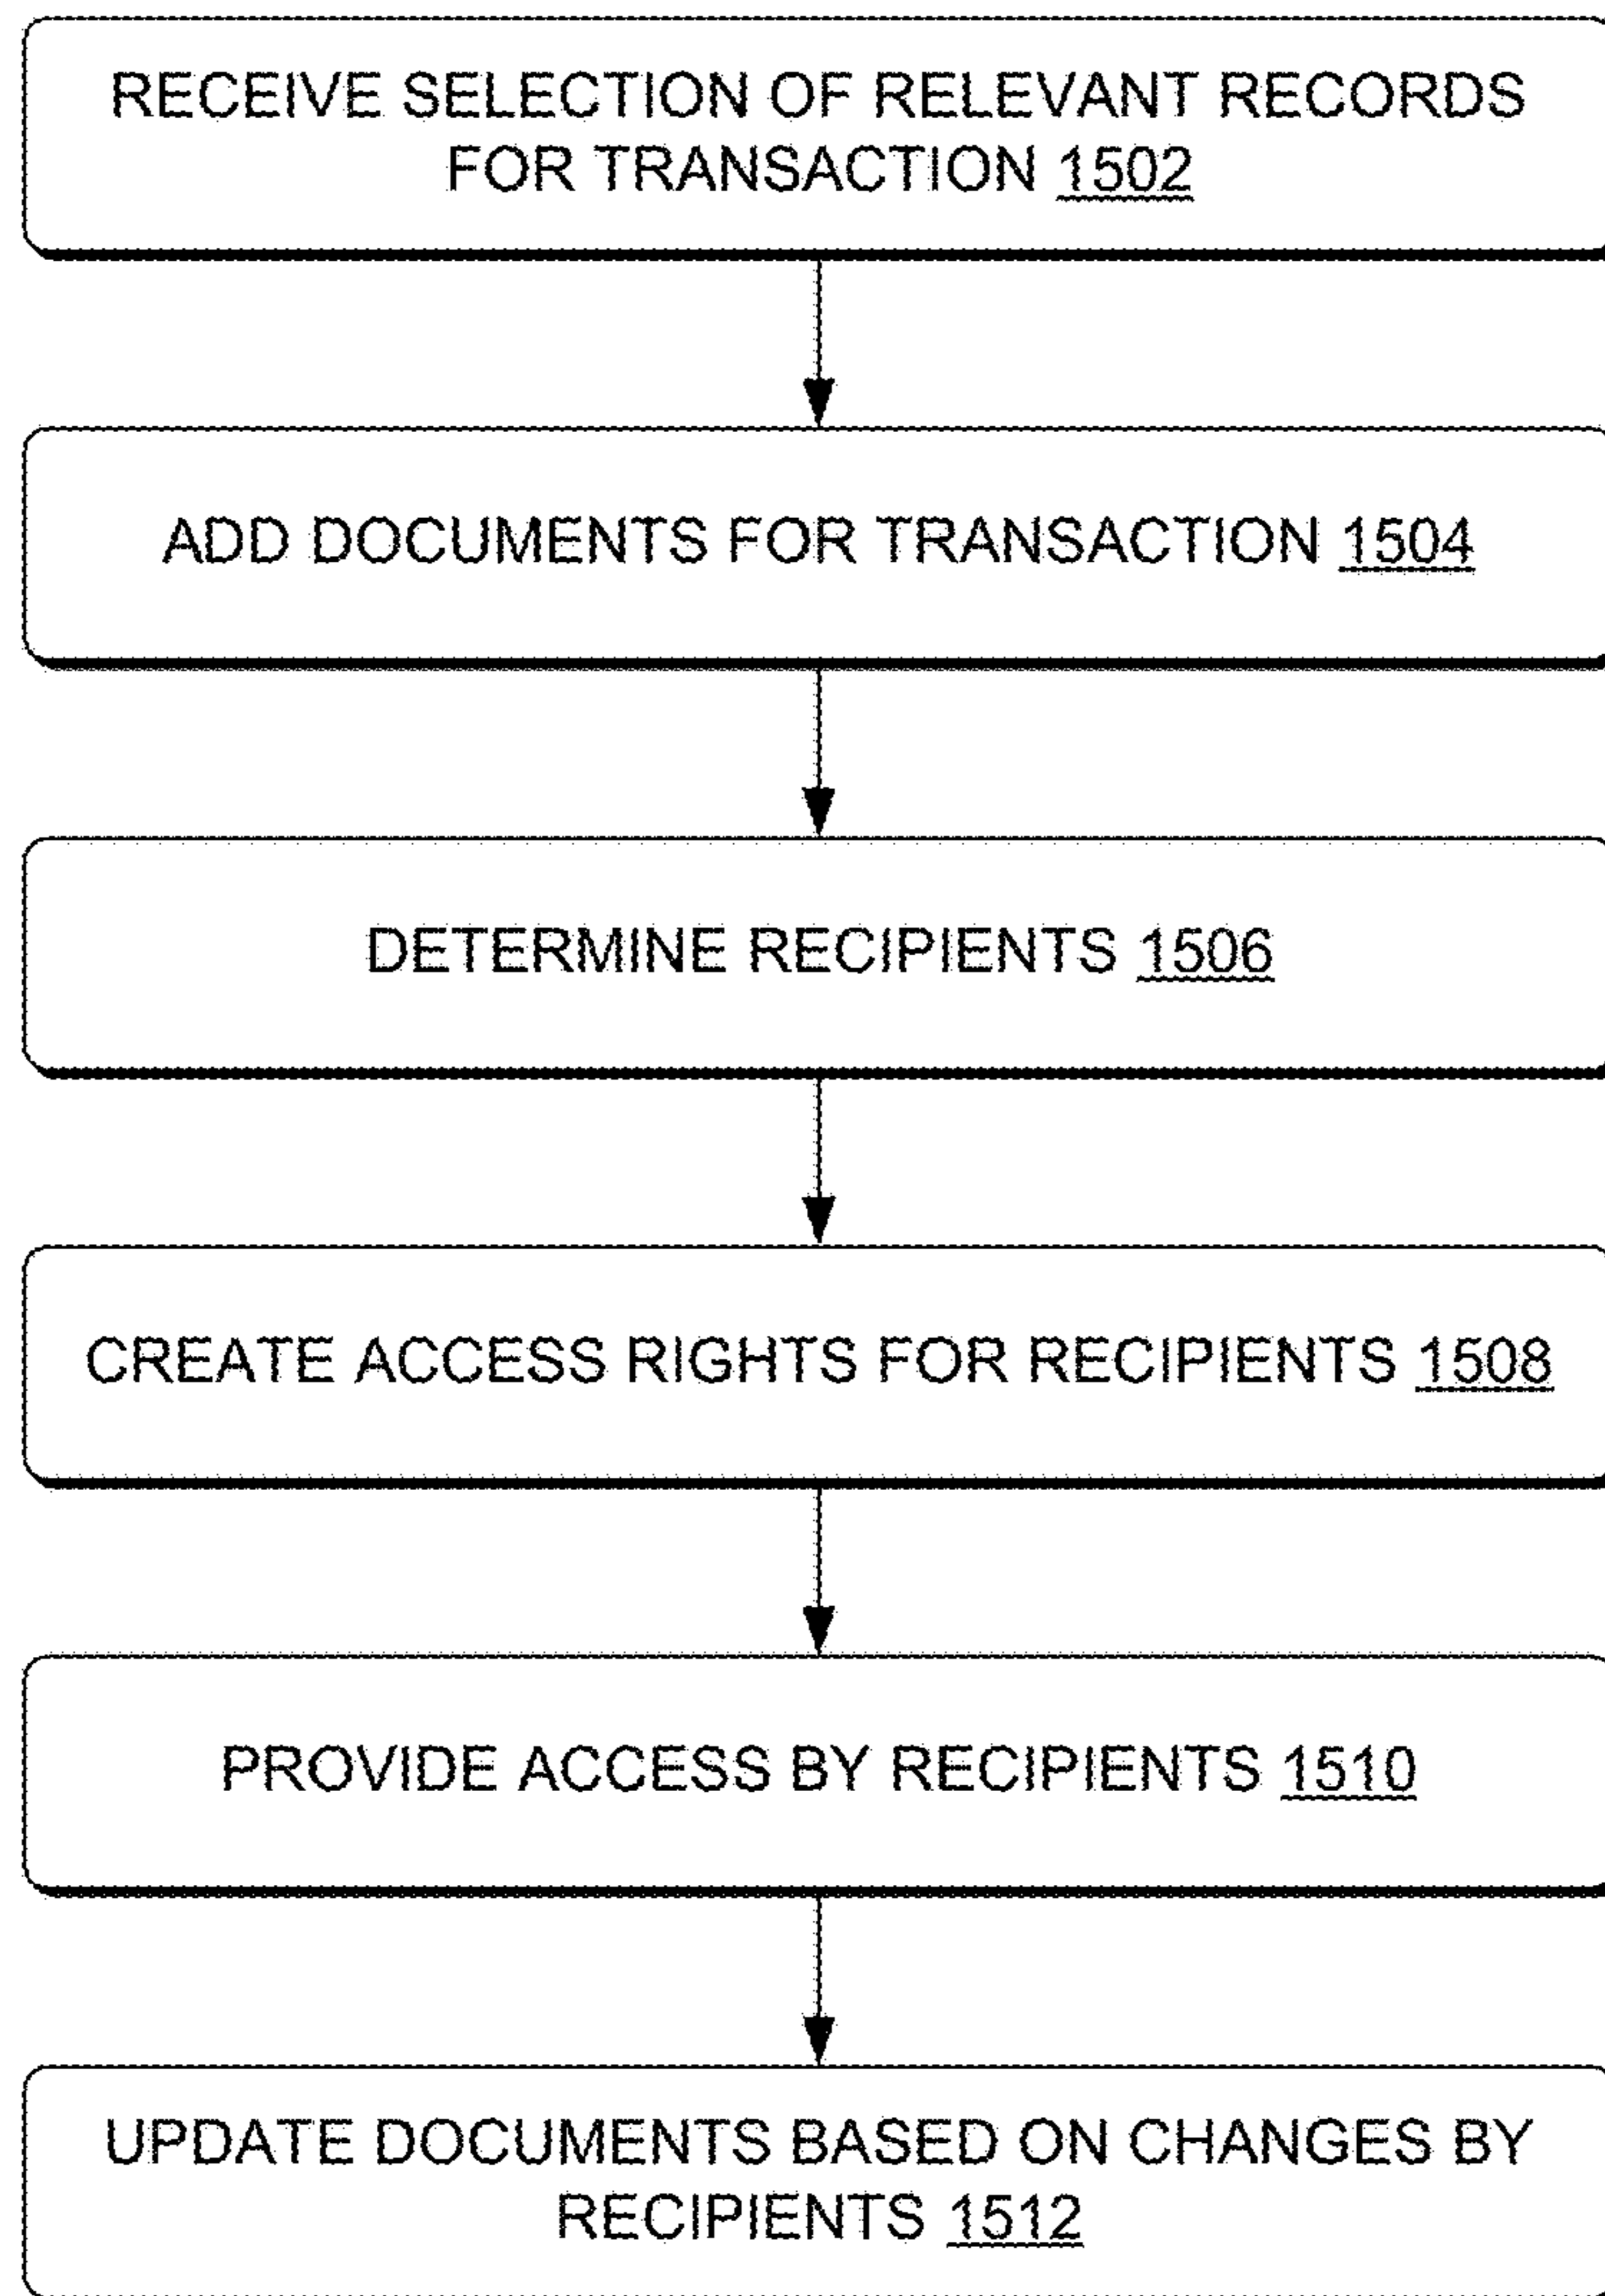 RECEIVE SELECTION OF RELEVANT RECORDS
FOR TRANSACTION 1502
ADD DOCUMENTS FOR TRANSACTION 1504
DETERMINE RECIPIENTS 1506
CREATE ACCESS RIGHTS FOR RECIPIENTS 1508
PROVIDE ACCESS BY RECIPIENTS 1510
UPDATE DOCUMENTS BASED ON CHANGES BY
RECIPIENTS 1512